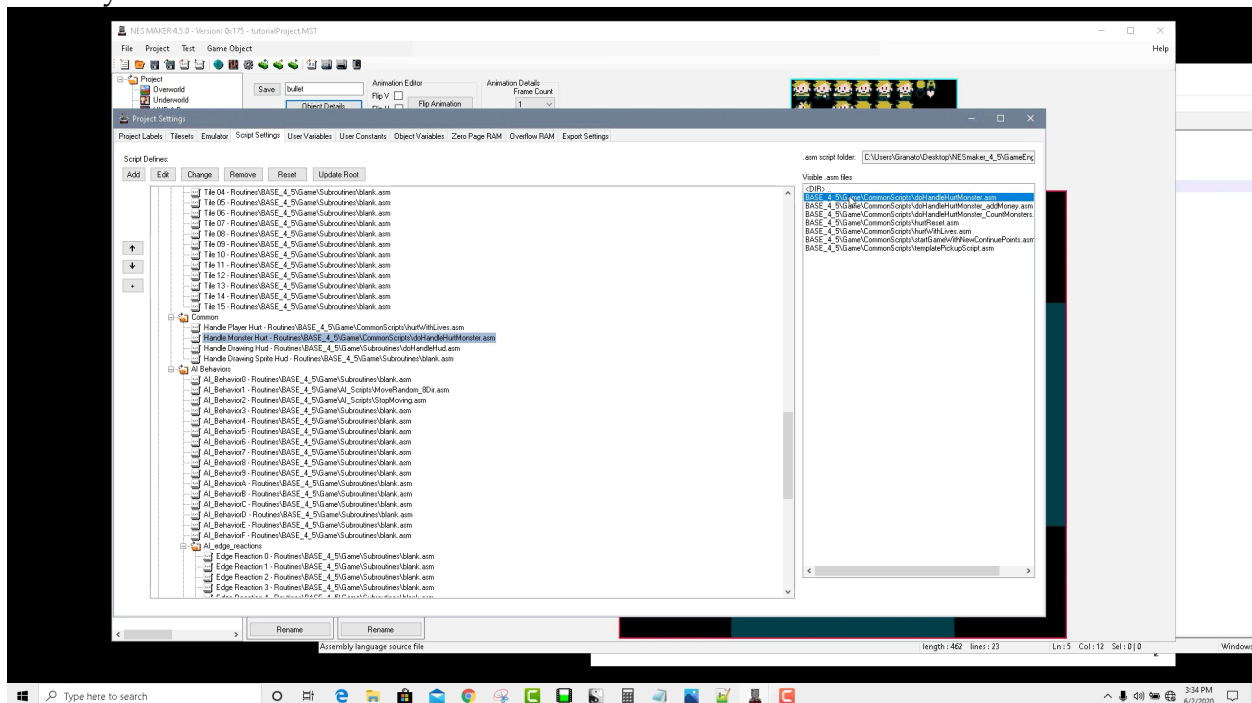 NES MAKER 4.5.0 - Version: 0x175 - tutorialProject.MST
File Project Test Game Object Help
Project
Overworld
Underworld
Save bullet
Object Details
Animation Editor
Flip V
Flip Animation
Animation Details
Frame Count
1
Project Settings
Project Labels Tilesets Emulator Script Settings User Variables User Constants Object Variables Zero Page RAM Overflow RAM Export Settings
Script Defines:
Add Edit Change Remove Reset Update Root
Tile 04 - Routines\BASE_4_5\Game\Subroutines\blank.asm
Tile 05 - Routines\BASE_4_5\Game\Subroutines\blank.asm
Tile 06 - Routines\BASE_4_5\Game\Subroutines\blank.asm
Tile 07 - Routines\BASE_4_5\Game\Subroutines\blank.asm
Tile 08 - Routines\BASE_4_5\Game\Subroutines\blank.asm
Tile 09 - Routines\BASE_4_5\Game\Subroutines\blank.asm
Tile 10 - Routines\BASE_4_5\Game\Subroutines\blank.asm
Tile 11 - Routines\BASE_4_5\Game\Subroutines\blank.asm
Tile 12 - Routines\BASE_4_5\Game\Subroutines\blank.asm
Tile 13 - Routines\BASE_4_5\Game\Subroutines\blank.asm
Tile 14 - Routines\BASE_4_5\Game\Subroutines\blank.asm
Tile 15 - Routines\BASE_4_5\Game\Subroutines\blank.asm
Common
Handle Player Hurt - Routines\BASE_4_5\Game\CommonScripts\hurtWithLives.asm
Handle Monster Hurt - Routines\BASE_4_5\Game\CommonScripts\doHandleHurtMonster.asm
Handle Drawing Hud - Routines\BASE_4_5\Game\Subroutines\doHandleHud.asm
Handle Drawing Sprite Hud - Routines\BASE_4_5\Game\Subroutines\blank.asm
AI Behaviors
AI_Behavior0 - Routines\BASE_4_5\Game\Subroutines\blank.asm
AI_Behavior1 - Routines\BASE_4_5\Game\AI_Scripts\MoveRandom_8Dir.asm
AI_Behavior2 - Routines\BASE_4_5\Game\AI_Scripts\StopMoving.asm
AI_Behavior3 - Routines\BASE_4_5\Game\Subroutines\blank.asm
AI_Behavior4 - Routines\BASE_4_5\Game\Subroutines\blank.asm
AI_Behavior5 - Routines\BASE_4_5\Game\Subroutines\blank.asm
AI_Behavior6 - Routines\BASE_4_5\Game\Subroutines\blank.asm
AI_Behavior7 - Routines\BASE_4_5\Game\Subroutines\blank.asm
AI_Behavior8 - Routines\BASE_4_5\Game\Subroutines\blank.asm
AI_Behavior9 - Routines\BASE_4_5\Game\Subroutines\blank.asm
AI_BehaviorA - Routines\BASE_4_5\Game\Subroutines\blank.asm
AI_BehaviorB - Routines\BASE_4_5\Game\Subroutines\blank.asm
AI_BehaviorC - Routines\BASE_4_5\Game\Subroutines\blank.asm
AI_BehaviorD - Routines\BASE_4_5\Game\Subroutines\blank.asm
AI_BehaviorE - Routines\BASE_4_5\Game\Subroutines\blank.asm
AI_BehaviorF - Routines\BASE_4_5\Game\Subroutines\blank.asm
AI_edge_reactions
Edge Reaction 0 - Routines\BASE_4_5\Game\Subroutines\blank.asm
Edge Reaction 1 - Routines\BASE_4_5\Game\Subroutines\blank.asm
Edge Reaction 2 - Routines\BASE_4_5\Game\Subroutines\blank.asm
Edge Reaction 3 - Routines\BASE_4_5\Game\Subroutines\blank.asm
.asm script folder: C:\Users\Granato\Desktop\NESmaker_4_5\GameEng
Visible .asm files
<DIR> ..
BASE_4_5\Game\CommonScripts\doHandleHurtMonster.asm
BASE_4_5\Game\CommonScripts\doHandleHurtMonster_addMoney.asm
BASE_4_5\Game\CommonScripts\doHandleHurtMonster_CountMonsters.
BASE_4_5\Game\CommonScripts\hurtReset.asm
BASE_4_5\Game\CommonScripts\hurtWithLives.asm
BASE_4_5\Game\CommonScripts\startGameWithNewContinuePoints.asm
BASE_4_5\Game\CommonScripts\templatePickupScript.asm
Rename Rename
Assembly language source file length : 462 lines : 23 Ln : 5 Col : 12 Sel : 0 | 0 Windows
Type here to search
3:34 PM
6/2/2020